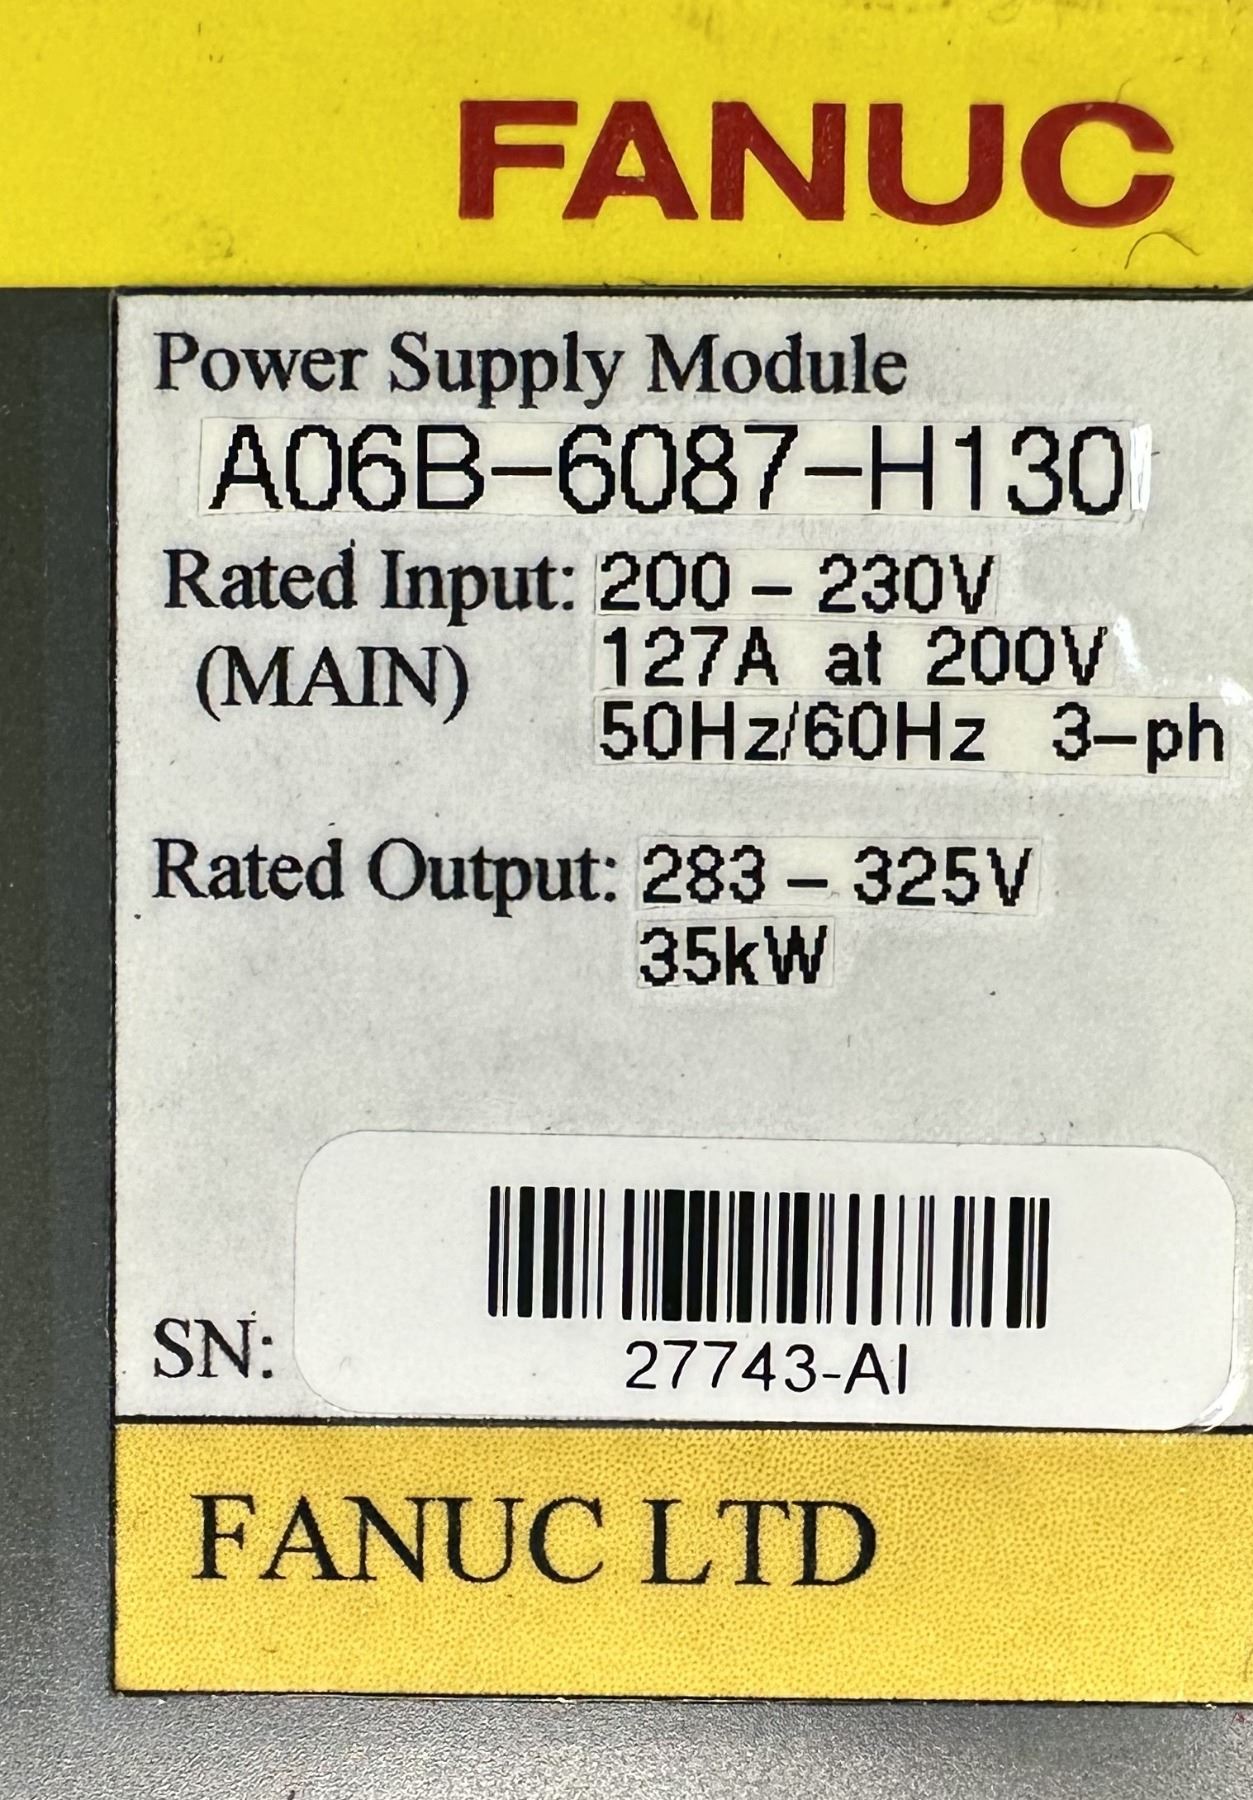 FANUC
Power Supply Module
A06B-6087-H130
Rated Input: 200 - 230V
(MAIN) 127A at 200V
50Hz/60Hz 3-ph
Rated Output: 283 - 325V
35kW
SN: 27743-AI
FANUC LTD